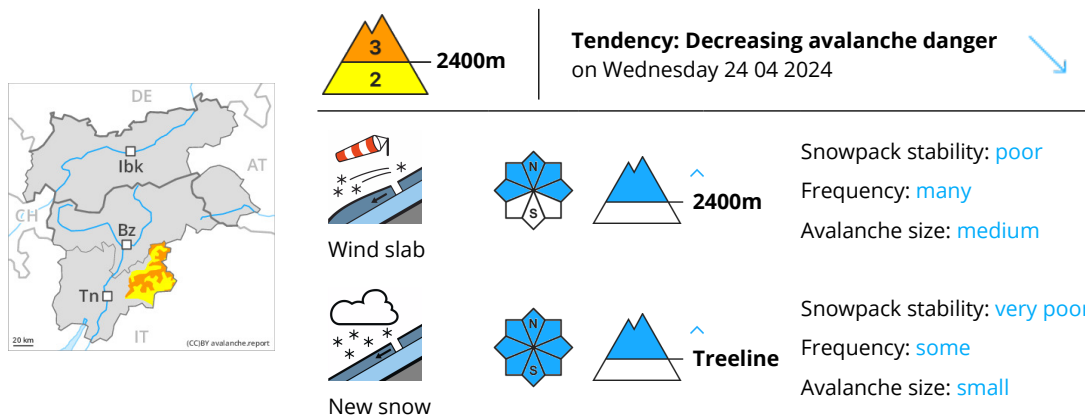 DE
AT
CH
IT
Ibk
Bz
Tn
20 km
(CC)BY avalanche.report
3
2
2400m
Tendency: Decreasing avalanche danger
on Wednesday 24 04 2024
Wind slab
N
S
2400m
Snowpack stability: poor
Frequency: many
Avalanche size: medium
New snow
N
S
Treeline
Snowpack stability: very poor
Frequency: some
Avalanche size: small